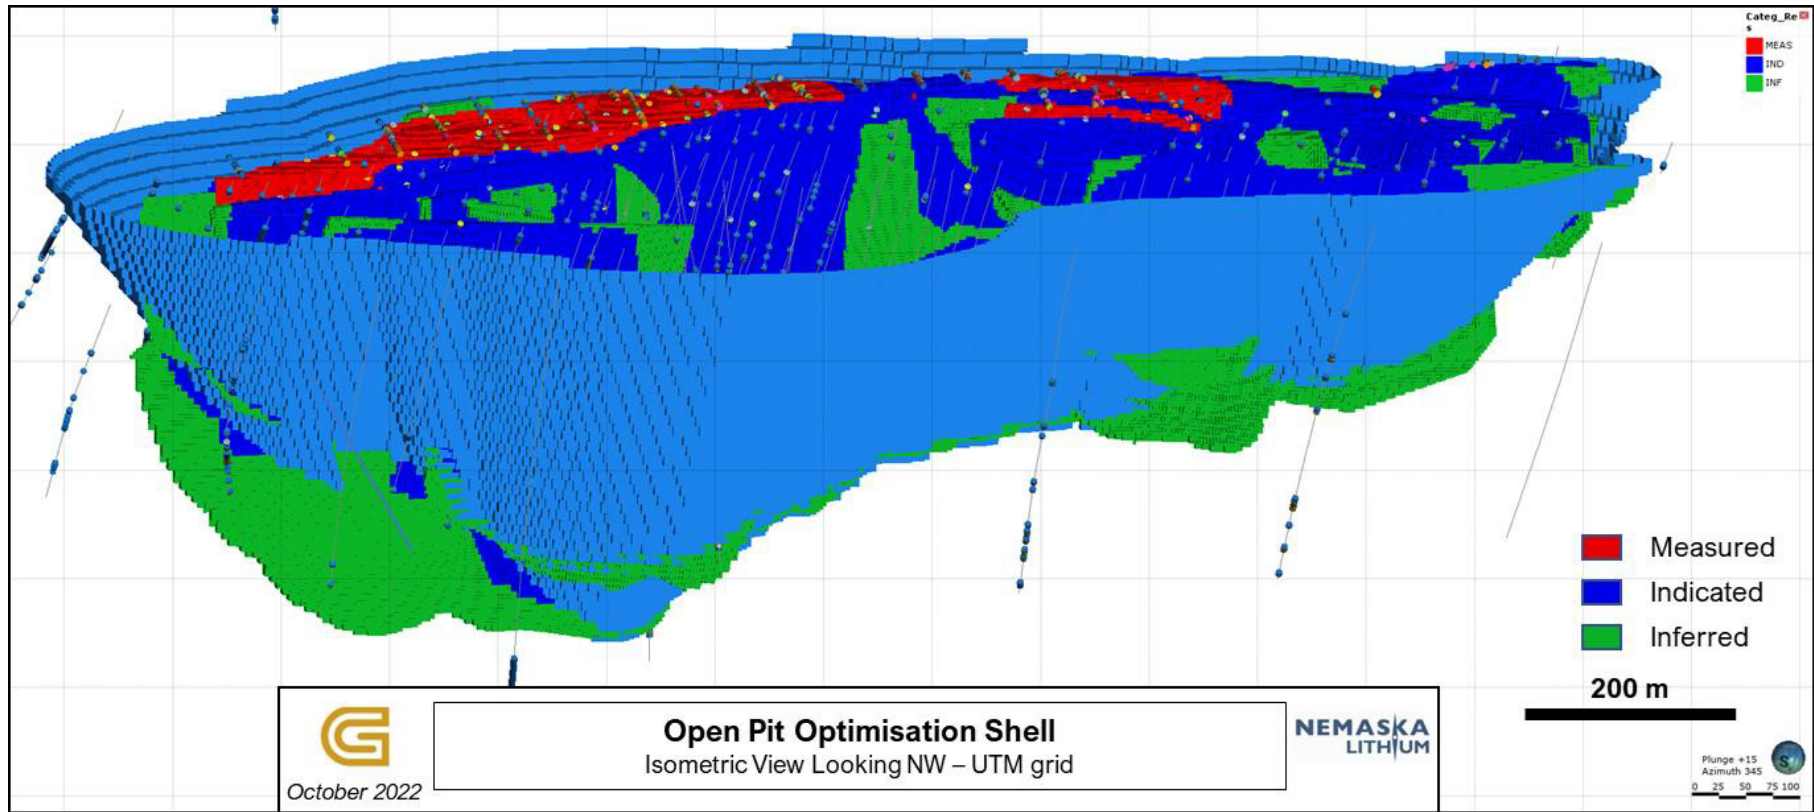 Categ_Re
s
MEAS
IND
INF
Measured
Indicated
Inferred
200 m
Open Pit Optimisation Shell
Isometric View Looking NW – UTM grid
October 2022
NEMASKA
LITHIUM
Plunge +15
Azimuth 345
S
0 25 50 75 100